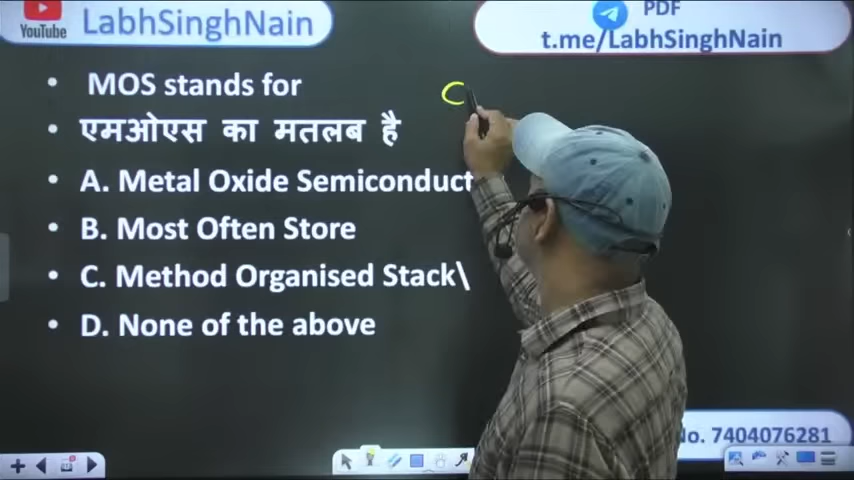 YouTube
LabhSinghNain
PDF
t.me/LabhSinghNain
• MOS stands for
• एमओएस का मतलब है
• A. Metal Oxide Semiconduct
• B. Most Often Store
• C. Method Organised Stack\
• D. None of the above
No. 7404076281